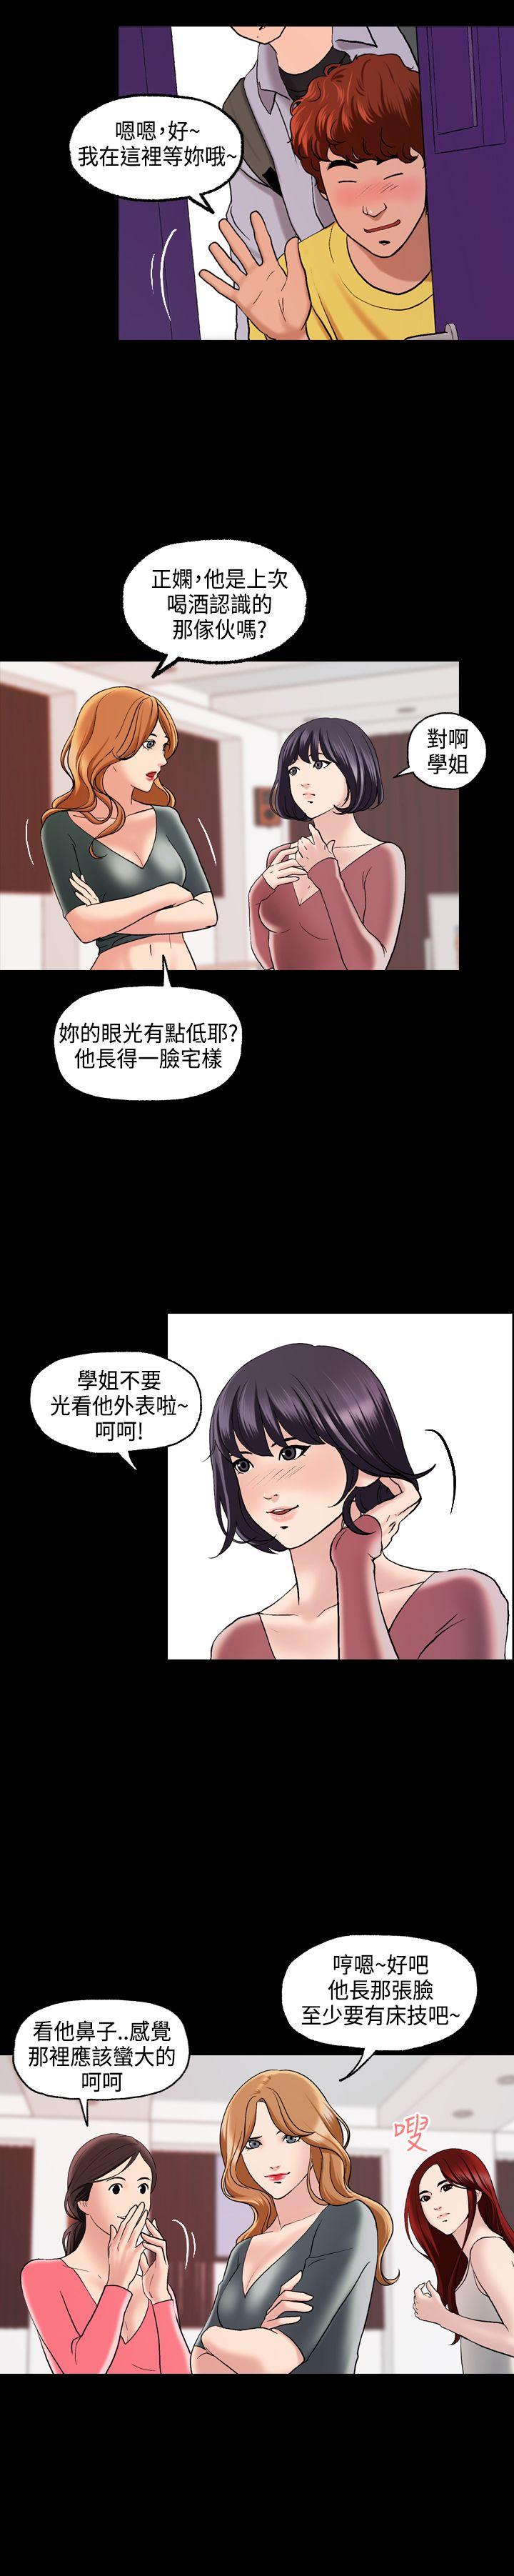 嗯嗯，好~
我在這裡等妳哦~
正嫻，他是上次
喝酒認識的
那傢伙嗎?
對啊
學姐
妳的眼光有點低耶?
他長得一臉宅樣
學姐不要
光看他外表啦~
呵呵!
哼嗯~好吧
他長那張臉
至少要有床技吧~
看他鼻子..感覺
那裡應該蠻大的
呵呵
嗖